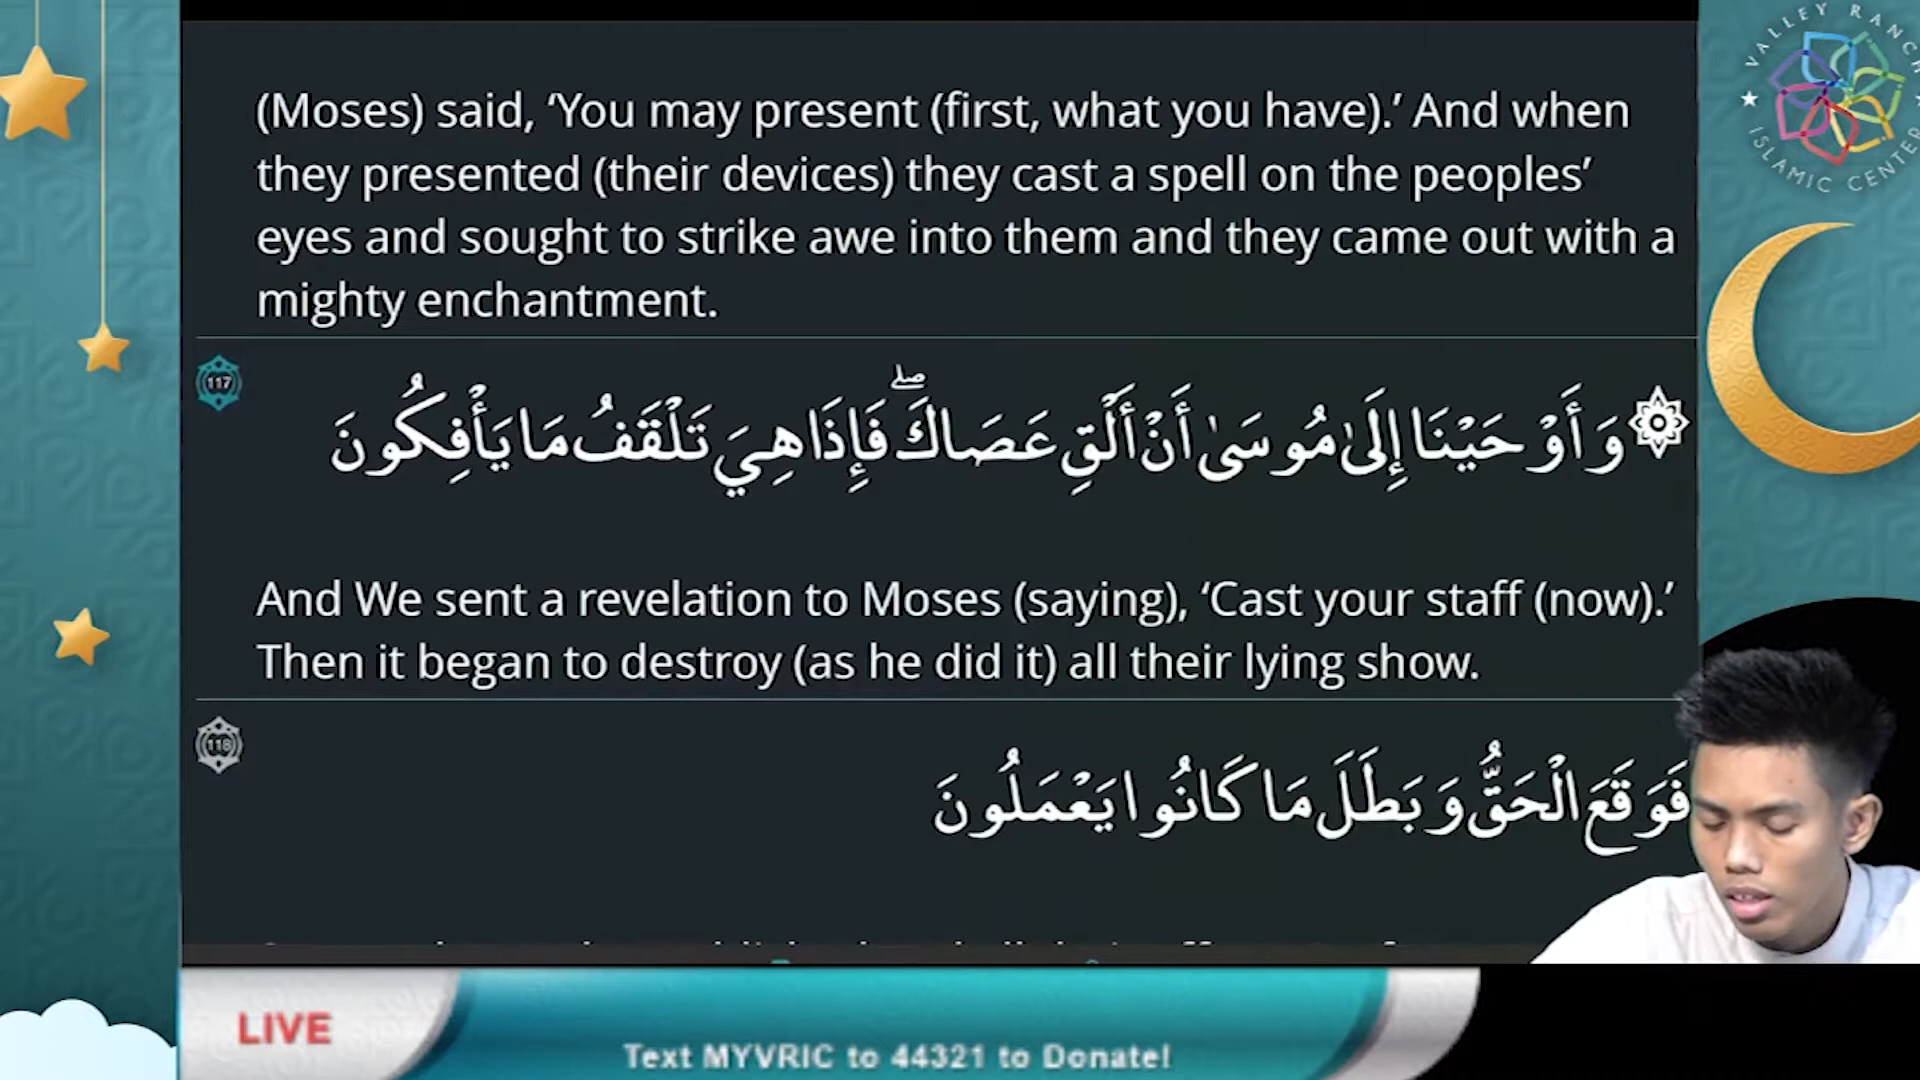 VALLEY RANCH
ISLAMIC CENTER
(Moses) said, ‘You may present (first, what you have).’ And when
they presented (their devices) they cast a spell on the peoples’
eyes and sought to strike awe into them and they came out with a
mighty enchantment.
117
۞ وَأَوْحَيْنَا إِلَىٰ مُوسَىٰ أَنْ أَلْقِ عَصَاكَ ۖ فَإِذَا هِيَ تَلْقَفُ مَا يَأْفِكُونَ
And We sent a revelation to Moses (saying), ‘Cast your staff (now).’
Then it began to destroy (as he did it) all their lying show.
118
فَوَقَعَ الْحَقُّ وَبَطَلَ مَا كَانُوا يَعْمَلُونَ
LIVE
Text MYVRIC to 44321 to Donate!